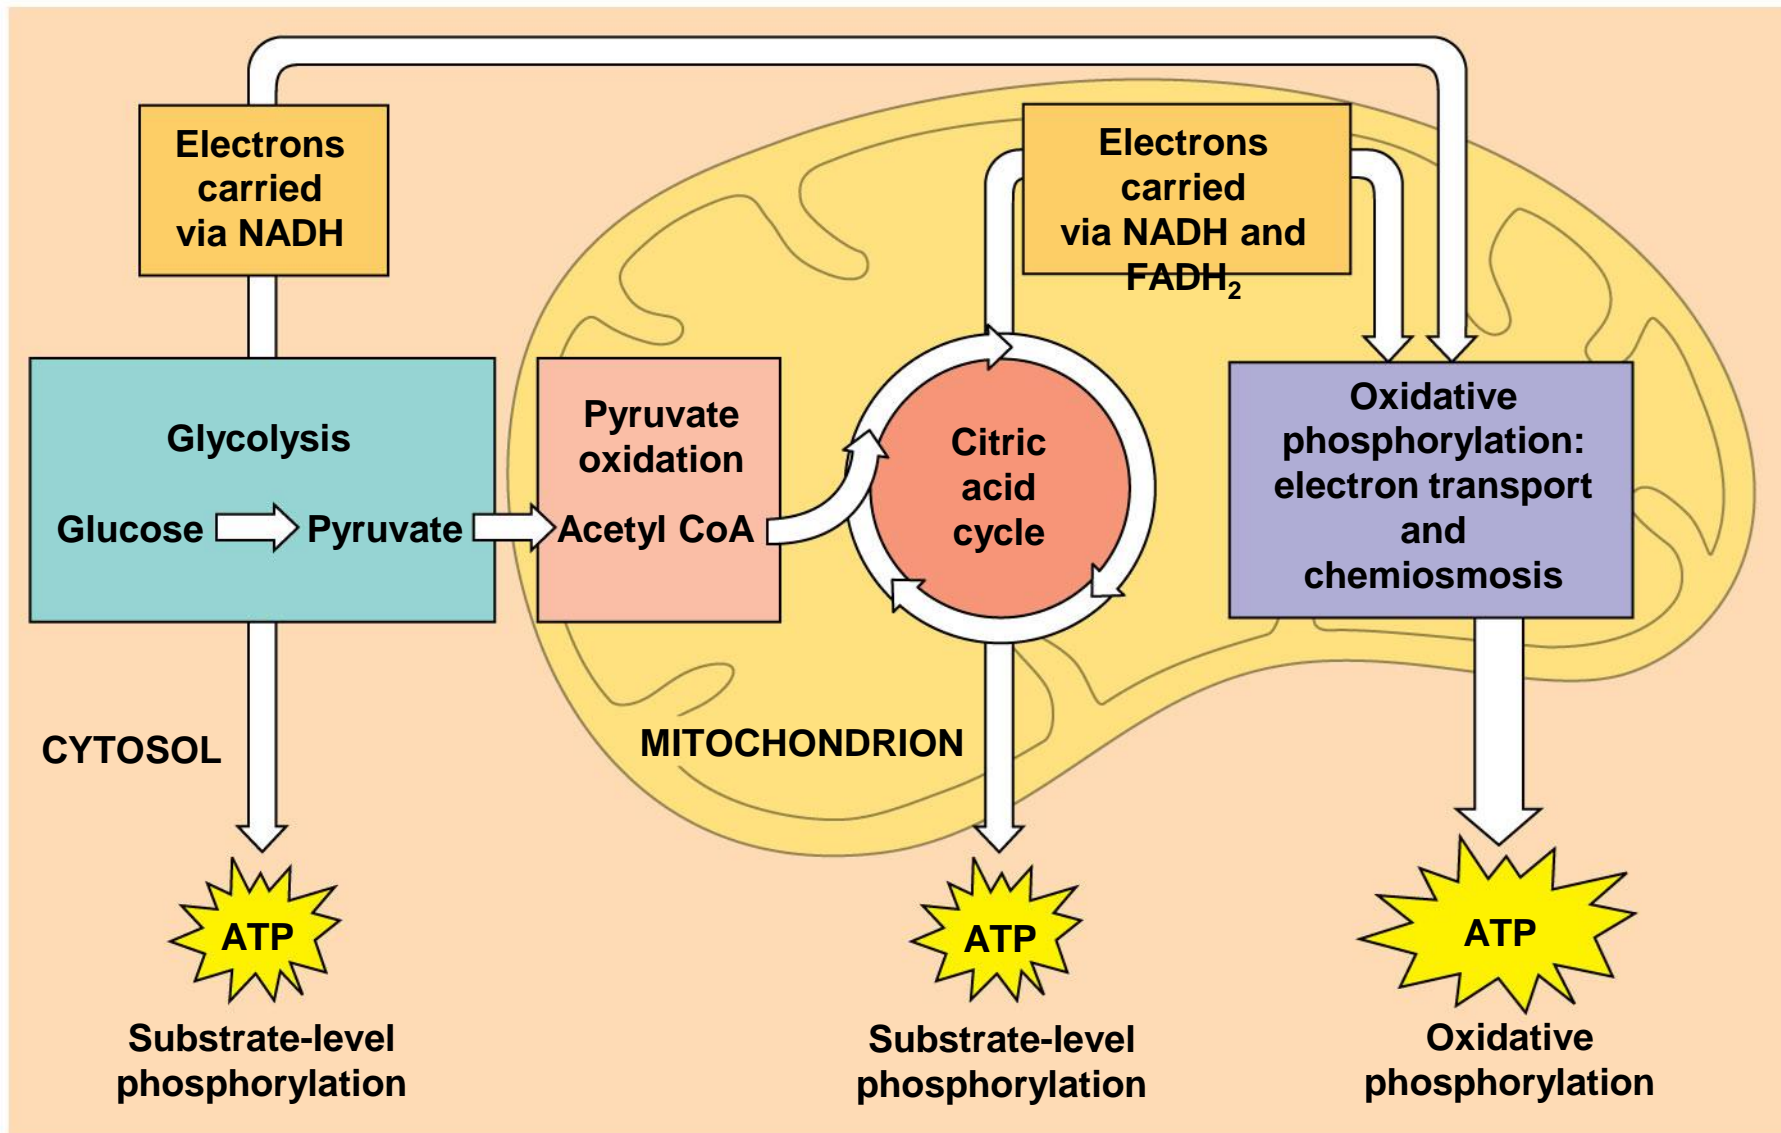 Electrons
carried
via NADH
Electrons
carried
via NADH and
FADH₂
Glycolysis
Glucose
Pyruvate
Pyruvate
oxidation
Acetyl CoA
Citric
acid
cycle
Oxidative
phosphorylation:
electron transport
and
chemiosmosis
CYTOSOL
MITOCHONDRION
ATP
ATP
ATP
Substrate-level
phosphorylation
Substrate-level
phosphorylation
Oxidative
phosphorylation